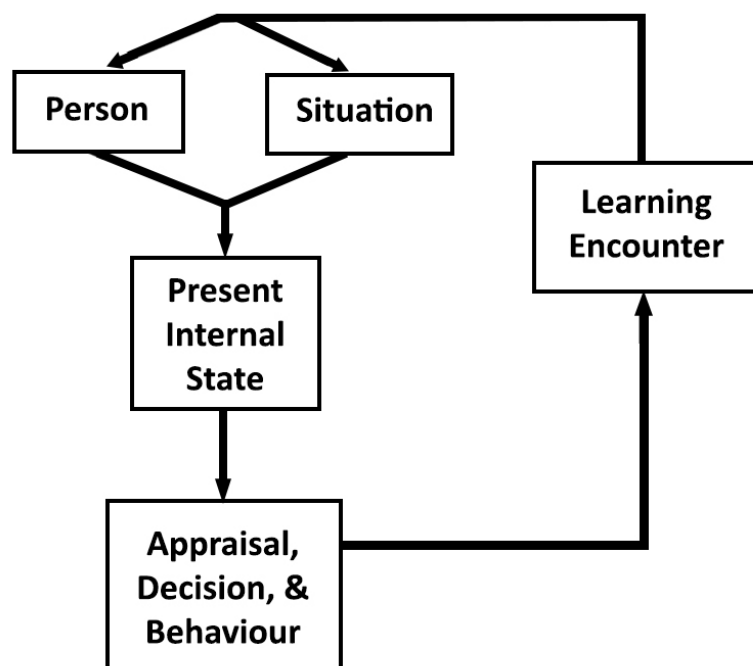 Person
Situation
Learning
Encounter
Present
Internal
State
Appraisal,
Decision, &
Behaviour